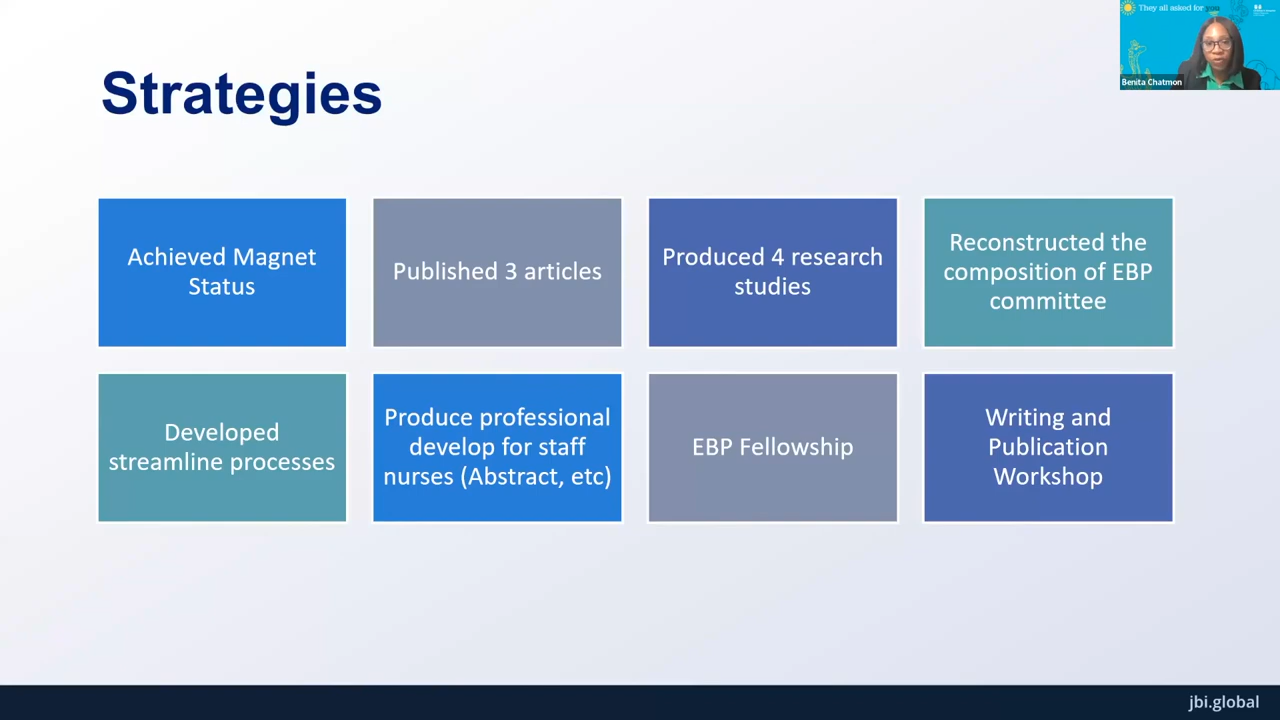 They all asked for you
Benita Chatmon
Strategies
Achieved Magnet
Status
Published 3 articles
Produced 4 research
studies
Reconstructed the
composition of EBP
committee
Developed
streamline processes
Produce professional
develop for staff
nurses (Abstract, etc)
EBP Fellowship
Writing and
Publication
Workshop
jbi.global